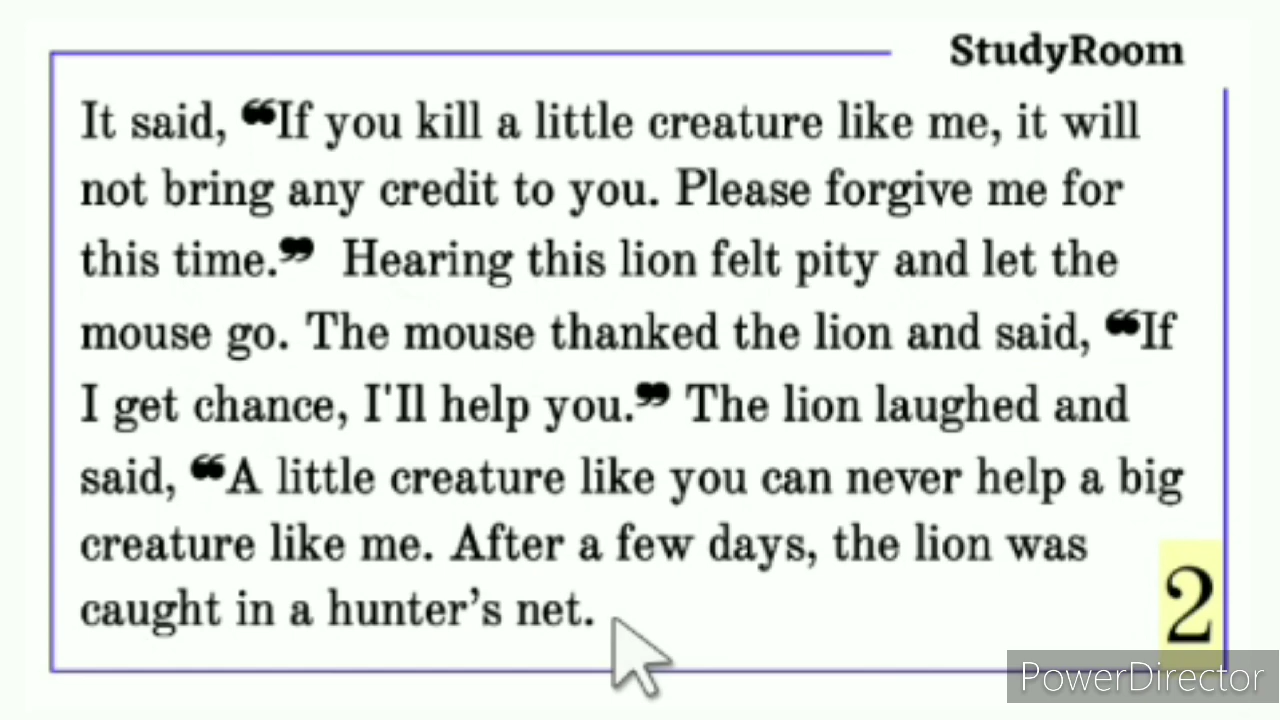 StudyRoom
It said, ❝If you kill a little creature like me, it will
not bring any credit to you. Please forgive me for
this time.❞ Hearing this lion felt pity and let the
mouse go. The mouse thanked the lion and said, ❝If
I get chance, I'Il help you.❞ The lion laughed and
said, ❝A little creature like you can never help a big
creature like me. After a few days, the lion was
caught in a hunter’s net.
2
PowerDirector